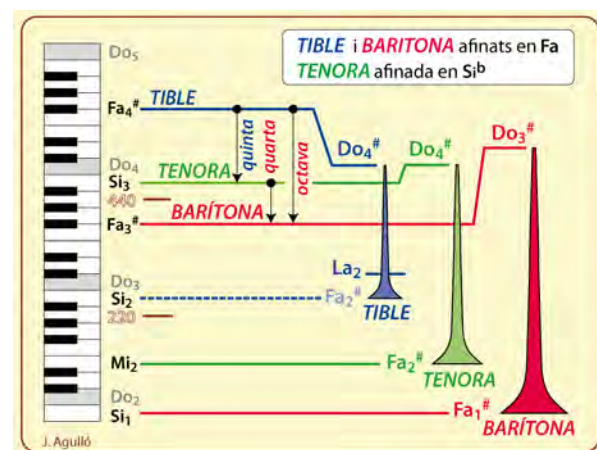 TIBLE i BARITONA afinats en Fa
TENORA afinada en Si♭
Do5
Fa4#
TIBLE
quinta
quarta
octava
Do4#
Do4#
Do3#
Do4
Si3
TENORA
440
Fa3#
BARÍTONA
La2
Do3
Si2
Fa2#
TIBLE
220
Mi2
Fa2#
TENORA
Do2
Si1
Fa1#
BARÍTONA
J. Agulló